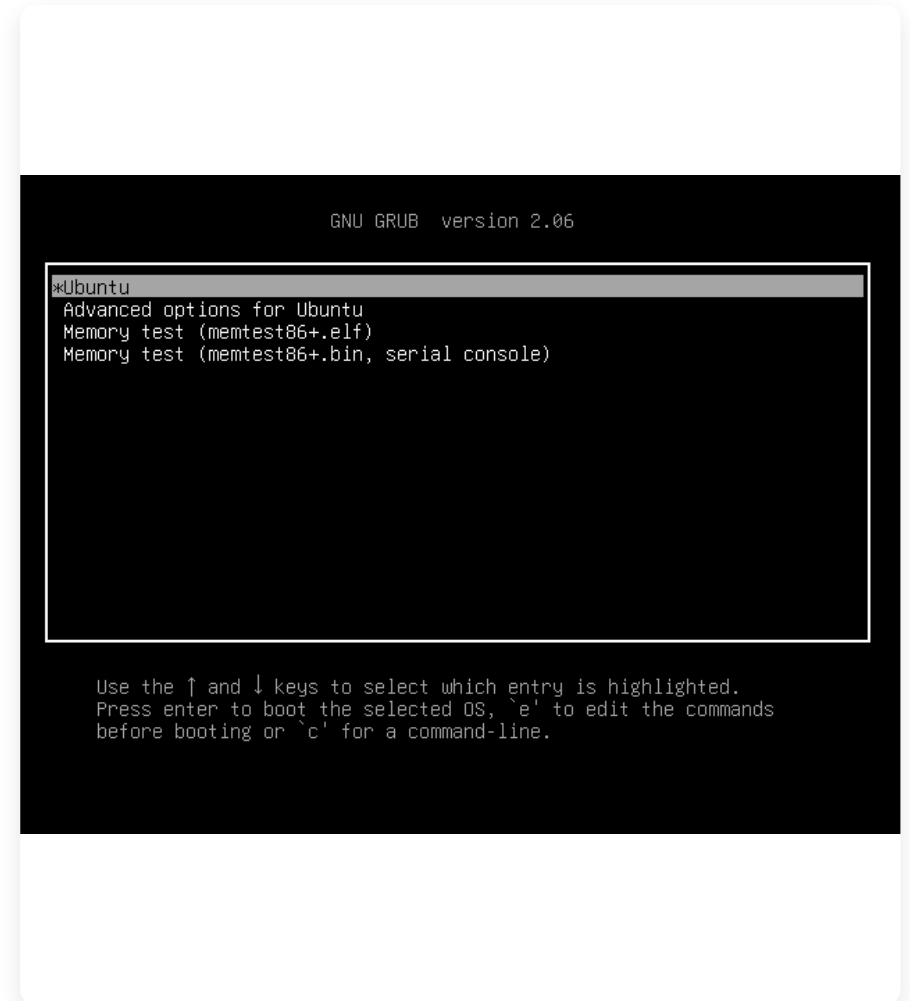 GNU GRUB  version 2.06
*Ubuntu
Advanced options for Ubuntu
Memory test (memtest86+.elf)
Memory test (memtest86+.bin, serial console)
Use the ↑ and ↓ keys to select which entry is highlighted.
Press enter to boot the selected OS, `e' to edit the commands
before booting or `c' for a command-line.